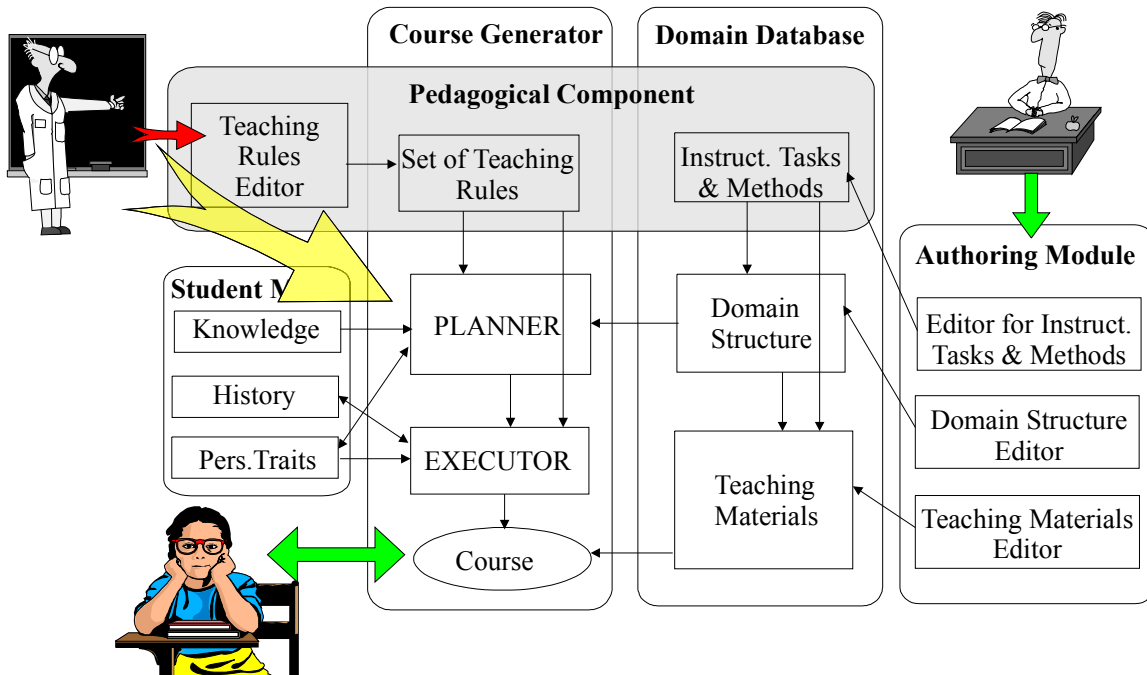 Course Generator
Domain Database
Pedagogical Component
Teaching
Rules
Editor
Set of Teaching
Rules
Instruct. Tasks
& Methods
Authoring Module
Student M
Knowledge
PLANNER
Domain
Structure
Editor for Instruct.
Tasks & Methods
History
Domain Structure
Editor
Pers.Traits
EXECUTOR
Teaching
Materials
Teaching Materials
Editor
Course